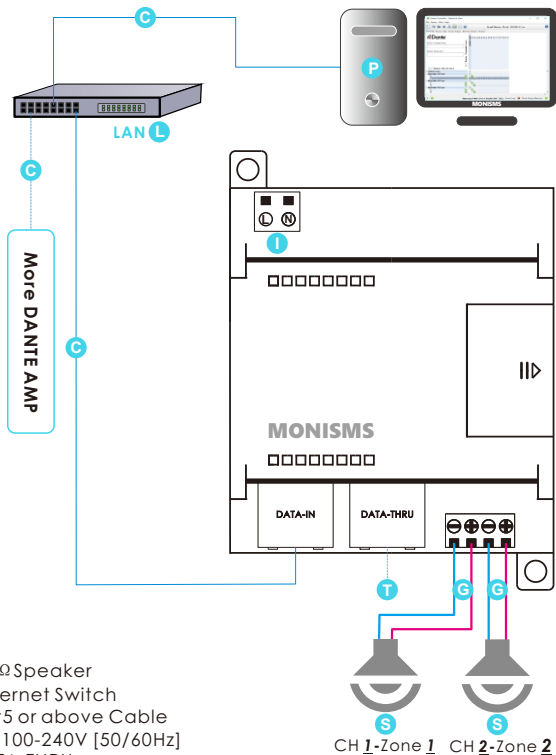 C
P
Dante
MONISMS
LAN L
C
More DANTE AMP
C
L N
I
MONISMS
DATA-IN
DATA-THRU
T
G
G
Ω Speaker
ernet Switch
5 or above Cable
100-240V [50/60Hz]
S
S
CH 1-Zone 1
CH 2-Zone 2